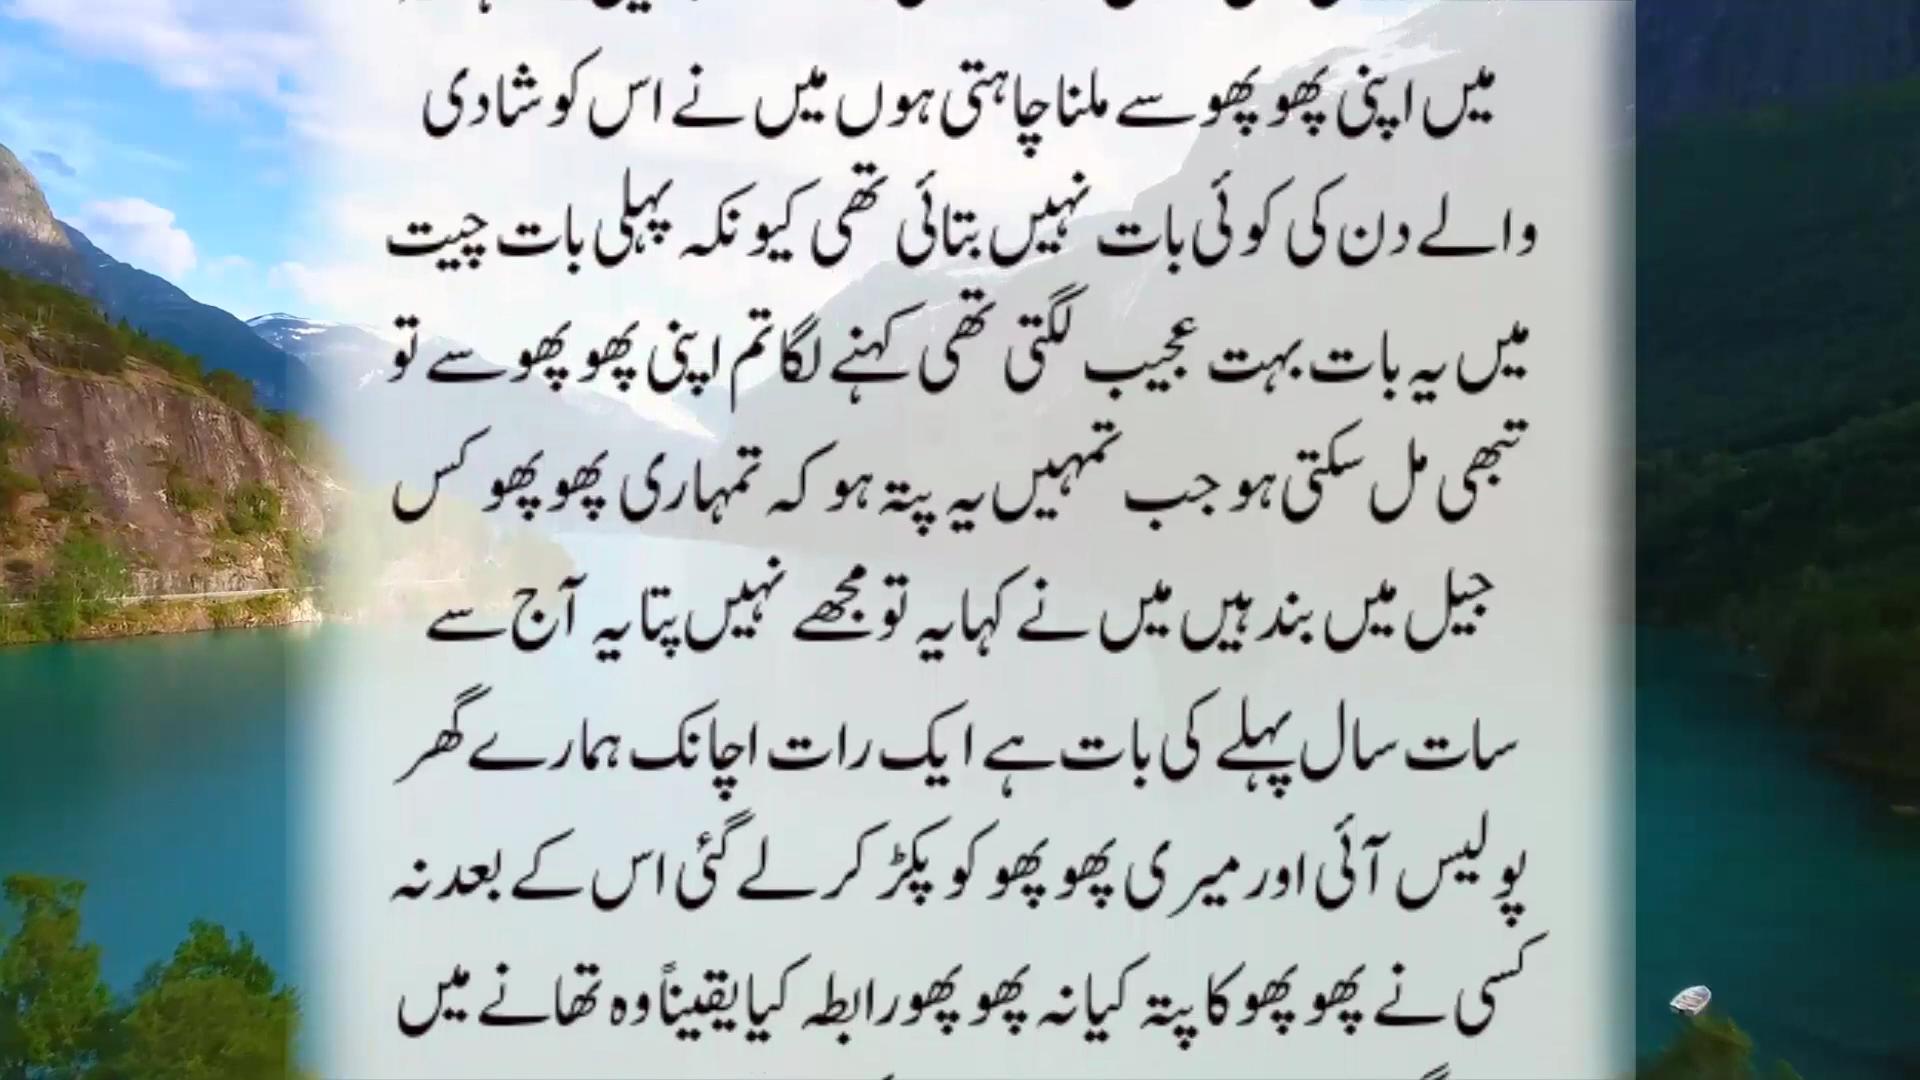 میں اپنی پھوپھو سے ملنا چاہتی ہوں میں نے اس کو شادی
والے دن کی کوئی بات نہیں بتائی تھی کیونکہ پہلی بات چیت
میں یہ بات بہت عجیب لگتی تھی کہنے لگا تم اپنی پھوپھو سے تو
تبھی مل سکتی ہو جب تمہیں یہ پتہ ہو کہ تمہاری پھوپھو کس
جیل میں بند ہیں میں نے کہا یہ تو مجھے نہیں پتا یہ آج سے
سات سال پہلے کی بات ہے ایک رات اچانک ہمارے گھر
پولیس آئی اور میری پھوپھو کو پکڑ کر لے گئی اس کے بعد نہ
کسی نے پھوپھو کا پتہ کیا نہ پھوپھو رابطہ کیا یقیناً وہ تھانے میں